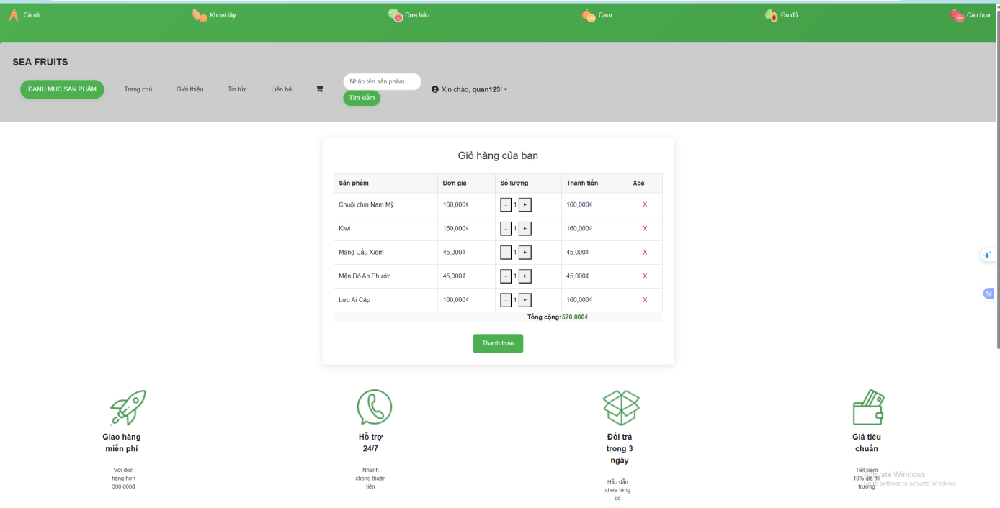 Cà rốt Khoai tây Dưa hấu Cam Đu đủ Cà chua
SEA FRUITS
DANH MỤC SẢN PHẨM Trang chủ Giới thiệu Tin tức Liên hệ Nhập tên sản phẩm... Xin chào, quan123!
Tìm kiếm
Giỏ hàng của bạn
Sản phẩm Đơn giá Số lượng Thành tiền Xoá
Chuối chín Nam Mỹ 160,000₫ - 1 + 160,000₫ X
Kiwi 160,000₫ - 1 + 160,000₫ X
Mãng Cầu Xiêm 45,000₫ - 1 + 45,000₫ X
Mận Đỏ An Phước 45,000₫ - 1 + 45,000₫ X
Lựu Ai Cập 160,000₫ - 1 + 160,000₫ X
Tổng cộng: 570,000₫
Thanh toán
Giao hàng
miễn phí
Với đơn
hàng hơn
300.000đ
Hỗ trợ
24/7
Nhanh
chóng thuận
tiện
Đổi trả
trong 3
ngày
Hấp dẫn
chưa từng
có
Giá tiêu
chuẩn
Tiết kiệm
10% giá thị
trường
Activate Windows
Go to Settings to activate Windows.